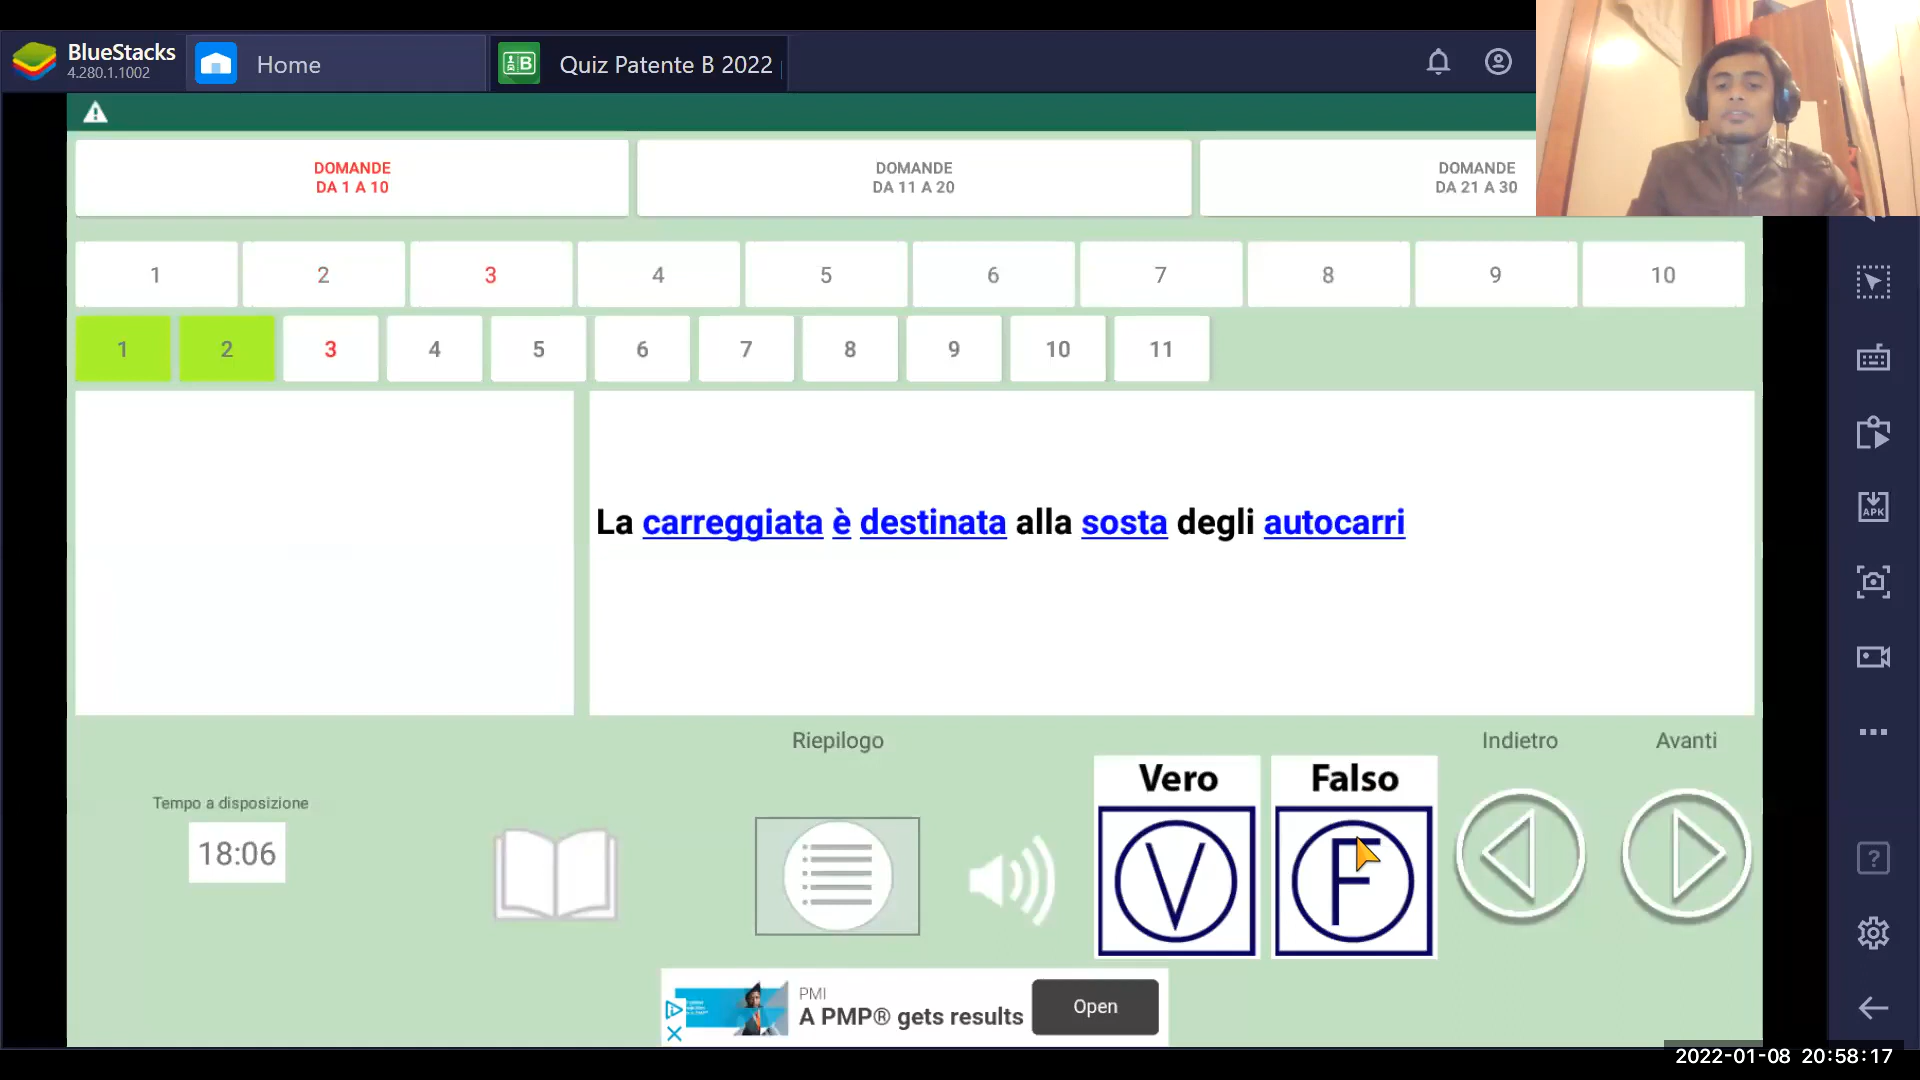 BlueStacks
4.280.1.1002
Home
B
Quiz Patente B 2022
DOMANDE
DA 1 A 10
DOMANDE
DA 11 A 20
DOMANDE
DA 21 A 30
1 2 3 4 5 6 7 8 9 10
1 2 3 4 5 6 7 8 9 10 11
La carreggiata è destinata alla sosta degli autocarri
Riepilogo
Indietro
Avanti
Vero
Falso
V
F
Tempo a disposizione
18:06
PMI
A PMP® gets results
Open
APK
?
2022-01-08 20:58:17